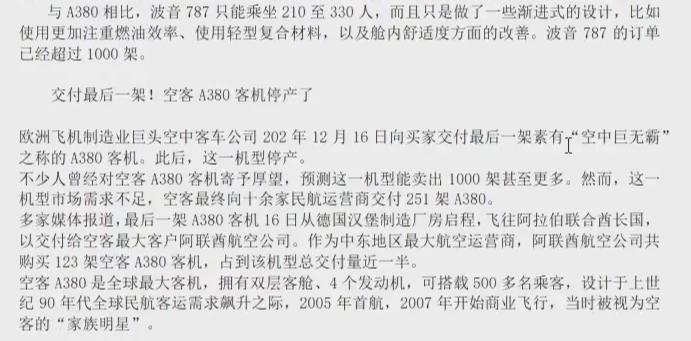 与 A380 相比，波音 787 只能乘坐 210 至 330 人，而且只是做了一些渐进式的设计，比如
使用更加注重燃油效率、使用轻型复合材料，以及舱内舒适度方面的改善。波音 787 的订单
已经超过 1000 架。
交付最后一架！空客 A380 客机停产了
欧洲飞机制造业巨头空中客车公司 202 年 12 月 16 日向买家交付最后一架素有“空中巨无霸”
之称的 A380 客机。此后，这一机型停产。
不少人曾经对空客 A380 客机寄予厚望，预测这一机型能卖出 1000 架甚至更多。然而，这一
机型市场需求不足，空客最终向十余家民航运营商交付 251 架 A380。
多家媒体报道，最后一架 A380 客机 16 日从德国汉堡制造厂房启程，飞往阿拉伯联合酋长国，
以交付给空客最大客户阿联酋航空公司。作为中东地区最大航空运营商，阿联酋航空公司共
购买 123 架空客 A380 客机，占到该机型总交付量近一半。
空客 A380 是全球最大客机，拥有双层客舱、4 个发动机，可搭载 500 多名乘客，设计于上世
纪 90 年代全球民航客运需求飙升之际，2005 年首航，2007 年开始商业飞行，当时被视为空
客的“家族明星”。